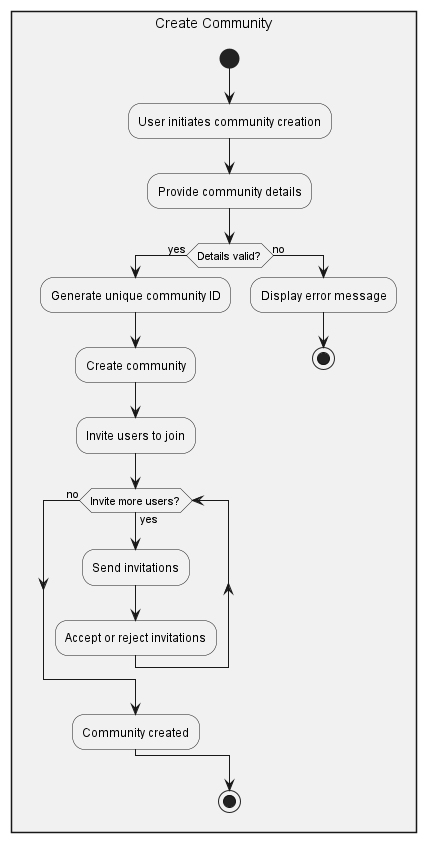 Create Community
User initiates community creation
Provide community details
Details valid?
yes
no
Generate unique community ID
Display error message
Create community
Invite users to join
Invite more users?
no
yes
Send invitations
Accept or reject invitations
Community created